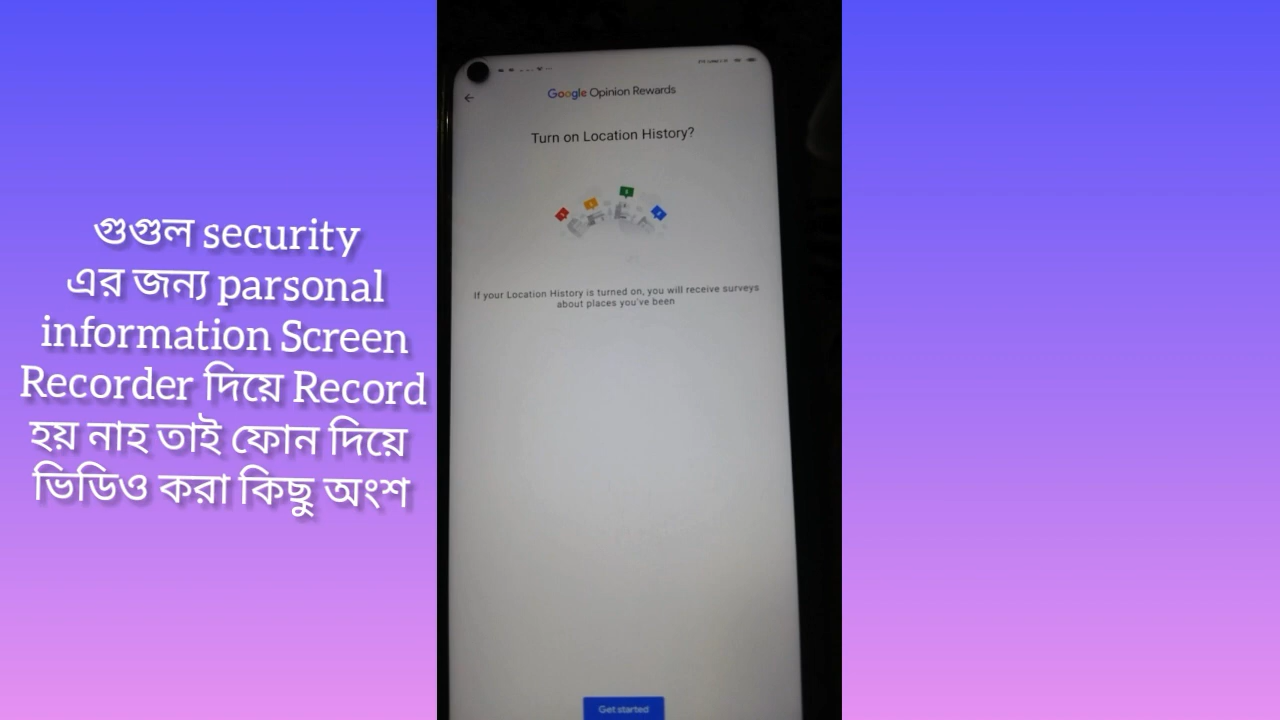 গুগুল security
এর জন্য parsonal
information Screen
Recorder দিয়ে Record
হয় নাহ তাই ফোন দিয়ে
ভিডিও করা কিছু অংশ
Google Opinion Rewards
Turn on Location History?
If your Location History is turned on, you will receive surveys
about places you've been
Get started